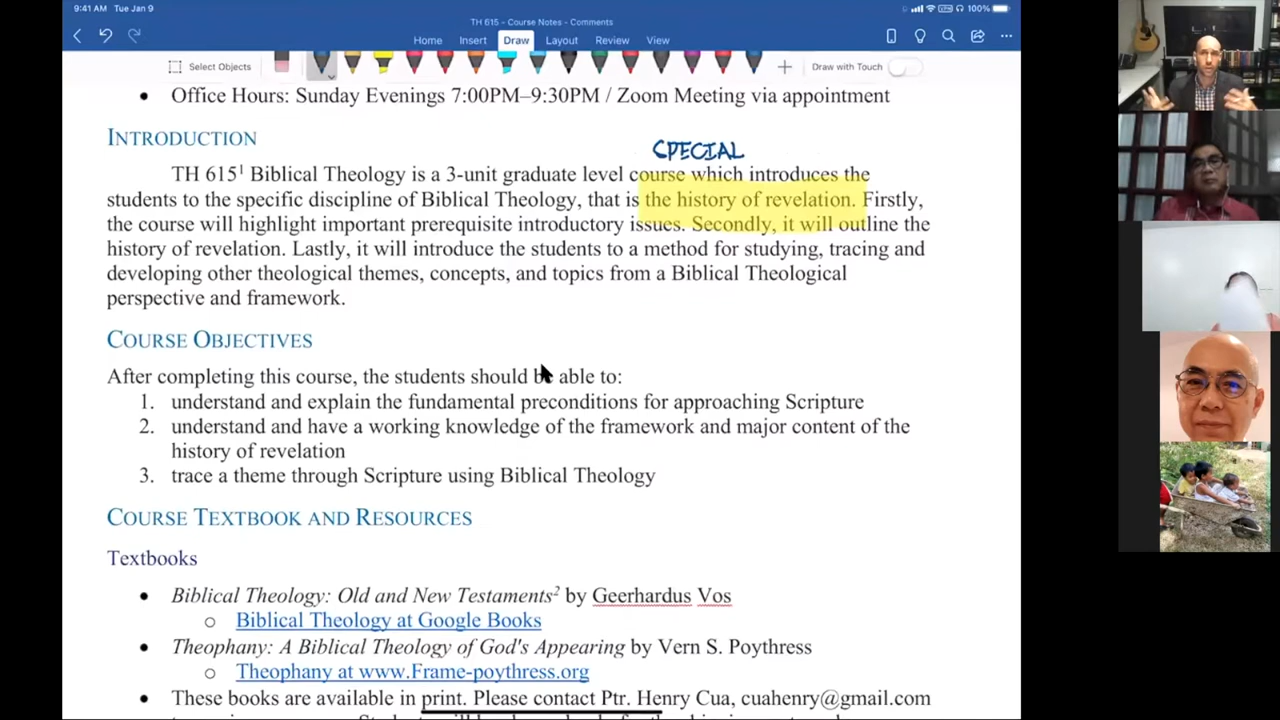 9:41 AM Tue Jan 9
100%
TH 615 - Course Notes - Comments
Home Insert Draw Layout Review View
Select Objects
Draw with Touch
• Office Hours: Sunday Evenings 7:00PM–9:30PM / Zoom Meeting via appointment
INTRODUCTION
SPECIAL
TH 615¹ Biblical Theology is a 3-unit graduate level course which introduces the
students to the specific discipline of Biblical Theology, that is the history of revelation. Firstly,
the course will highlight important prerequisite introductory issues. Secondly, it will outline the
history of revelation. Lastly, it will introduce the students to a method for studying, tracing and
developing other theological themes, concepts, and topics from a Biblical Theological
perspective and framework.
COURSE OBJECTIVES
After completing this course, the students should be able to:
1. understand and explain the fundamental preconditions for approaching Scripture
2. understand and have a working knowledge of the framework and major content of the
history of revelation
3. trace a theme through Scripture using Biblical Theology
COURSE TEXTBOOK AND RESOURCES
Textbooks
• Biblical Theology: Old and New Testaments² by Geerhardus Vos
○ Biblical Theology at Google Books
• Theophany: A Biblical Theology of God's Appearing by Vern S. Poythress
○ Theophany at www.Frame-poythress.org
• These books are available in print. Please contact Ptr. Henry Cua, cuahenry@gmail.com